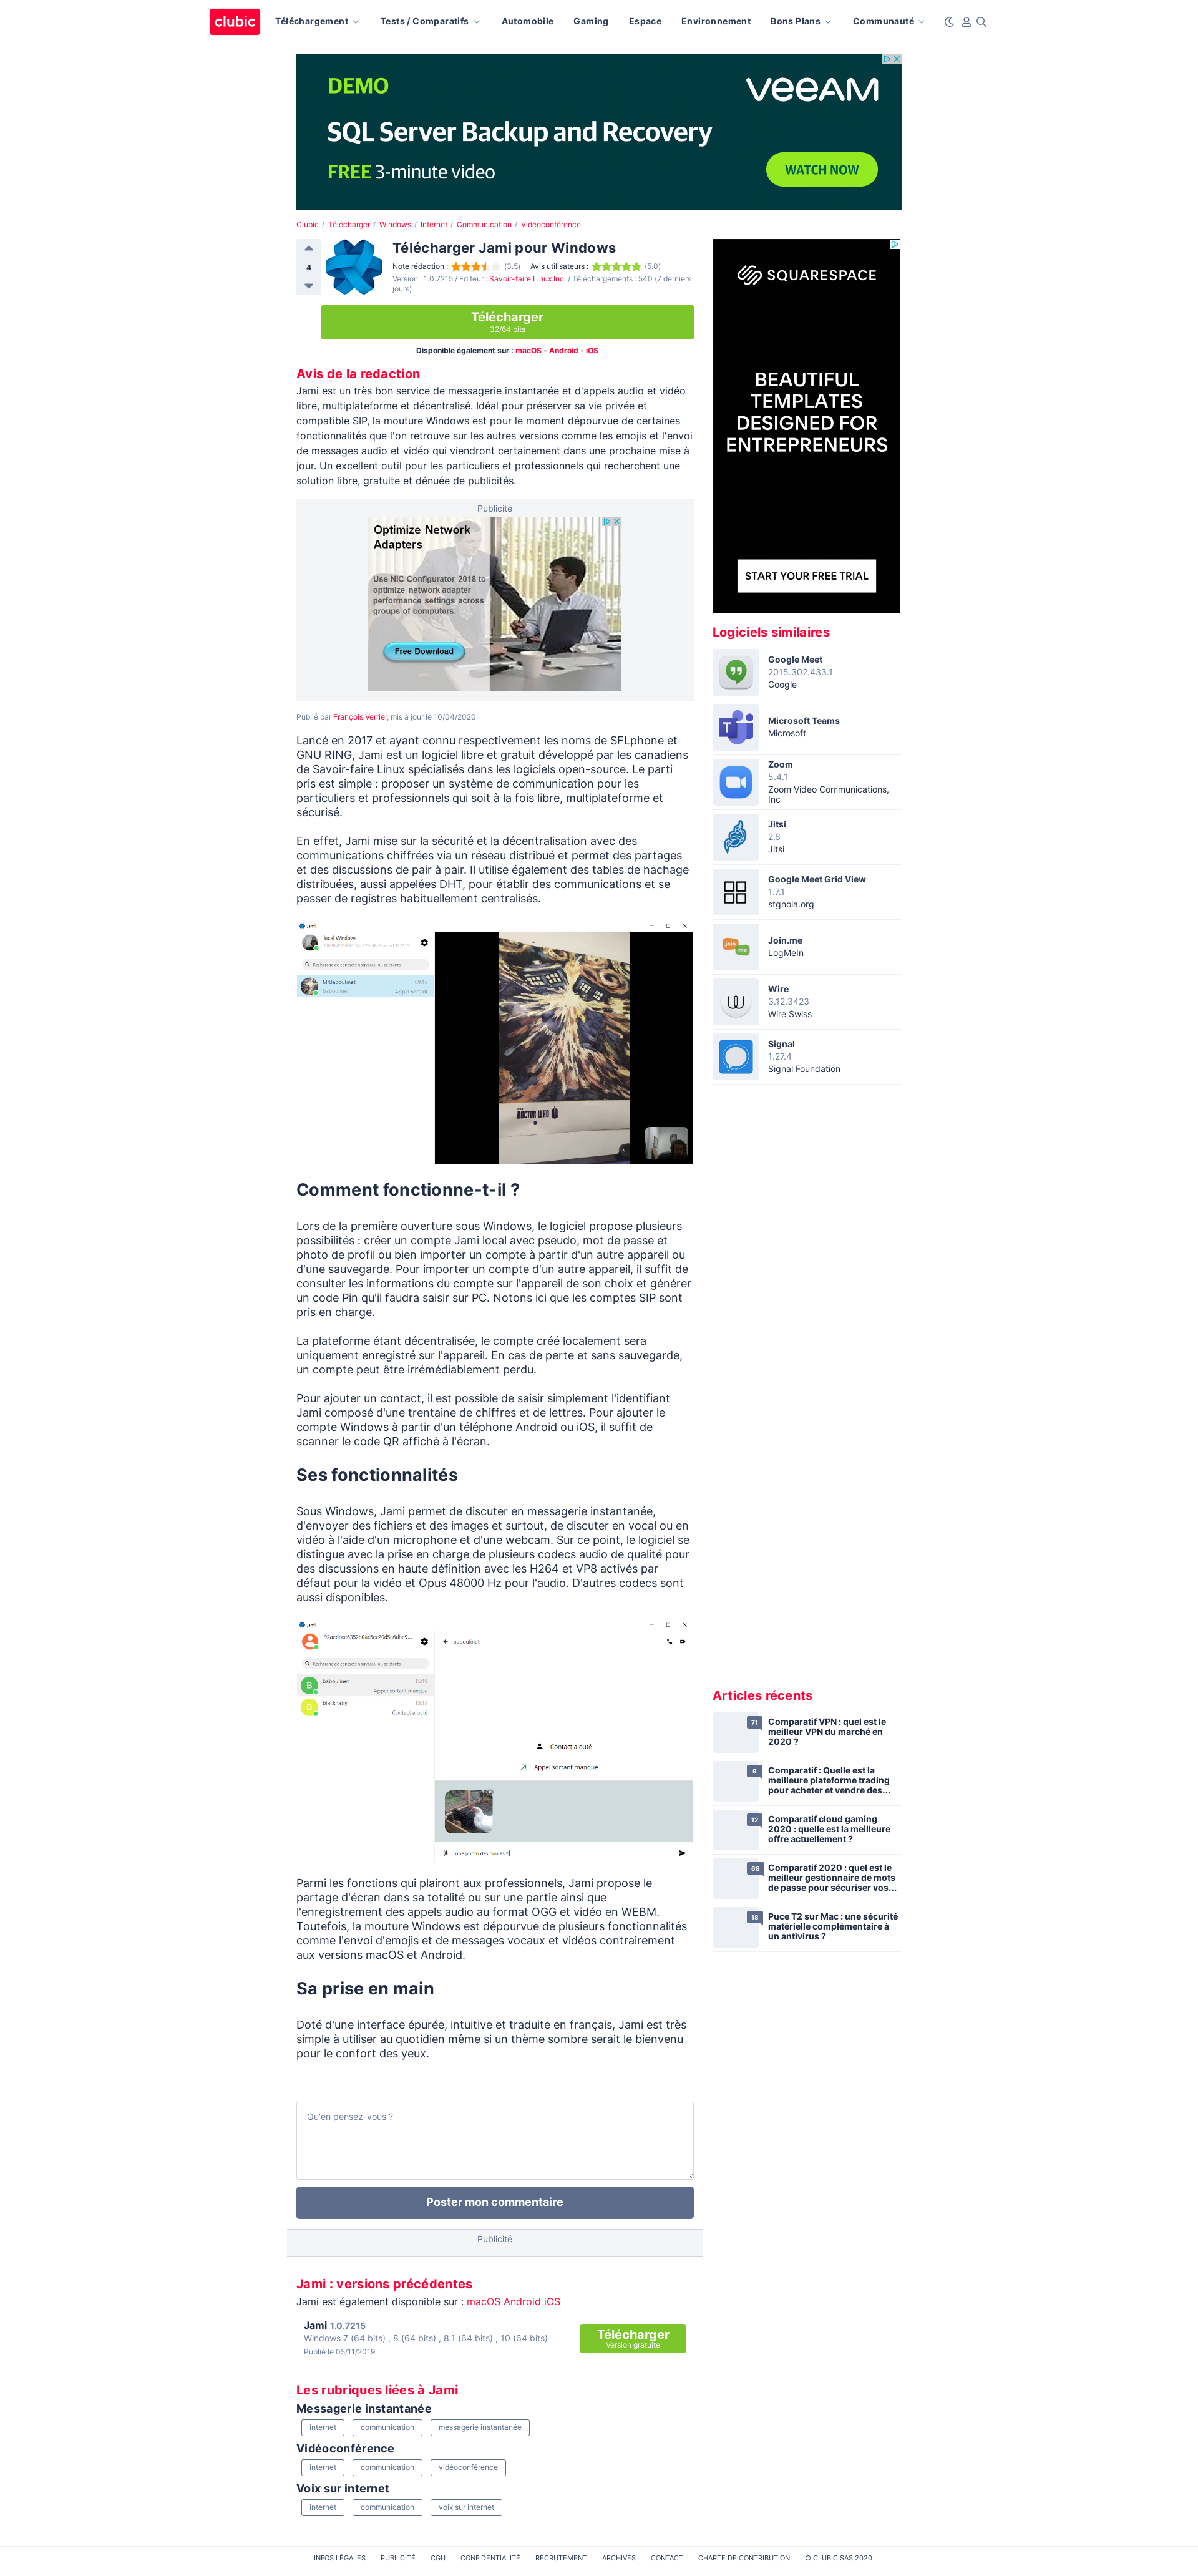 clubic
Téléchargement
Tests / Comparatifs
Automobile
Gaming
Espace
Environnement
Bons Plans
Communauté
DEMO
SQL Server Backup and Recovery
FREE 3-minute video
VEEAM
WATCH NOW
Clubic / Télécharger / Windows / Internet / Communication / Vidéoconférence
4
Télécharger Jami pour Windows
Note rédaction : (3.5) Avis utilisateurs : (5.0)
Version : 1.0.7215 / Editeur : Savoir-faire Linux Inc. / Téléchargements : 540 (7 derniers
jours)
Télécharger
32/64 bits
Disponible également sur : macOS - Android - iOS
Avis de la redaction
Jami est un très bon service de messagerie instantanée et d'appels audio et vidéo
libre, multiplateforme et décentralisé. Idéal pour préserver sa vie privée et
compatible SIP, la mouture Windows est pour le moment dépourvue de certaines
fonctionnalités que l'on retrouve sur les autres versions comme les emojis et l'envoi
de messages audio et vidéo qui viendront certainement dans une prochaine mise à
jour. Un excellent outil pour les particuliers et professionnels qui recherchent une
solution libre, gratuite et dénuée de publicités.
Publicité
Optimize Network
Adapters
Use NIC Configurator 2018 to
optimize network adapter
performance settings across
groups of computers.
Free Download
Publié par François Verrier, mis à jour le 10/04/2020
Lancé en 2017 et ayant connu respectivement les noms de SFLphone et
GNU RING, Jami est un logiciel libre et gratuit développé par les canadiens
de Savoir-faire Linux spécialisés dans les logiciels open-source. Le parti
pris est simple : proposer un système de communication pour les
particuliers et professionnels qui soit à la fois libre, multiplateforme et
sécurisé.
En effet, Jami mise sur la sécurité et la décentralisation avec des
communications chiffrées via un réseau distribué et permet des partages
et des discussions de pair à pair. Il utilise également des tables de hachage
distribuées, aussi appelées DHT, pour établir des communications et se
passer de registres habituellement centralisés.
Jami
local Windows
Recherche de contacts nouveaux ou existants
Mrtlaboulinet
09:16
baboulinet
Appel sortant
DOCTOR WHO
Comment fonctionne-t-il ?
Lors de la première ouverture sous Windows, le logiciel propose plusieurs
possibilités : créer un compte Jami local avec pseudo, mot de passe et
photo de profil ou bien importer un compte à partir d'un autre appareil ou
d'une sauvegarde. Pour importer un compte d'un autre appareil, il suffit de
consulter les informations du compte sur l'appareil de son choix et générer
un code Pin qu'il faudra saisir sur PC. Notons ici que les comptes SIP sont
pris en charge.
La plateforme étant décentralisée, le compte créé localement sera
uniquement enregistré sur l'appareil. En cas de perte et sans sauvegarde,
un compte peut être irrémédiablement perdu.
Pour ajouter un contact, il est possible de saisir simplement l'identifiant
Jami composé d'une trentaine de chiffres et de lettres. Pour ajouter le
compte Windows à partir d'un téléphone Android ou iOS, il suffit de
scanner le code QR affiché à l'écran.
Ses fonctionnalités
Sous Windows, Jami permet de discuter en messagerie instantanée,
d'envoyer des fichiers et des images et surtout, de discuter en vocal ou en
vidéo à l'aide d'un microphone et d'une webcam. Sur ce point, le logiciel se
distingue avec la prise en charge de plusieurs codecs audio de qualité pour
des discussions en haute définition avec les H264 et VP8 activés par
défaut pour la vidéo et Opus 48000 Hz pour l'audio. D'autres codecs sont
aussi disponibles.
Jami
baboulinet
Recherche de contacts nouveaux ou existants
B
baboulinet
15:19
Appel sortant manqué
B
blacknelly
15:18
Contact ajouté
Contact ajouté
Appel sortant manqué
une photo des poules !
Parmi les fonctions qui plairont aux professionnels, Jami propose le
partage d'écran dans sa totalité ou sur une partie ainsi que
l'enregistrement des appels audio au format OGG et vidéo en WEBM.
Toutefois, la mouture Windows est dépourvue de plusieurs fonctionnalités
comme l'envoi d'emojis et de messages vocaux et vidéos contrairement
aux versions macOS et Android.
Sa prise en main
Doté d'une interface épurée, intuitive et traduite en français, Jami est très
simple à utiliser au quotidien même si un thème sombre serait le bienvenu
pour le confort des yeux.
Qu'en pensez-vous ?
Poster mon commentaire
Publicité
Jami : versions précédentes
Jami est également disponible sur : macOS Android iOS
Jami 1.0.7215
Windows 7 (64 bits) , 8 (64 bits) , 8.1 (64 bits) , 10 (64 bits)
Publié le 05/11/2019
Télécharger
Version gratuite
Les rubriques liées à Jami
Messagerie instantanée
internet communication messagerie instantanée
Vidéoconférence
internet communication vidéoconférence
Voix sur internet
internet communication voix sur internet
SQUARESPACE
BEAUTIFUL
TEMPLATES
DESIGNED FOR
ENTREPRENEURS
START YOUR FREE TRIAL
Logiciels similaires
Google Meet
2015.302.433.1
Google
Microsoft Teams
Microsoft
Zoom
5.4.1
Zoom Video Communications,
Inc
Jitsi
2.6
Jitsi
Google Meet Grid View
1.7.1
stgnola.org
join
me
Join.me
LogMeIn
Wire
3.12.3423
Wire Swiss
Signal
1.27.4
Signal Foundation
Articles récents
71
Comparatif VPN : quel est le
meilleur VPN du marché en
2020 ?
9
Comparatif : Quelle est la
meilleure plateforme trading
pour acheter et vendre des...
12
Comparatif cloud gaming
2020 : quelle est la meilleure
offre actuellement ?
68
Comparatif 2020 : quel est le
meilleur gestionnaire de mots
de passe pour sécuriser vos...
18
Puce T2 sur Mac : une sécurité
matérielle complémentaire à
un antivirus ?
INFOS LÉGALES PUBLICITÉ CGU CONFIDENTIALITÉ RECRUTEMENT ARCHIVES CONTACT CHARTE DE CONTRIBUTION © CLUBIC SAS 2020